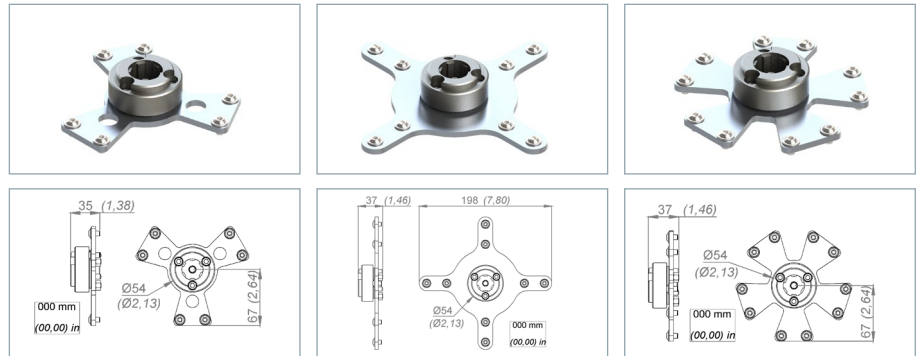 35 (1,38)
Ø54
(Ø2,13)
67 (2,64)
000 mm
(00,00) in
37 (1,46)
198 (7,80)
Ø54
(Ø2,13)
000 mm
(00,00) in
37 (1,46)
Ø54
(Ø2,13)
67 (2,64)
000 mm
(00,00) in